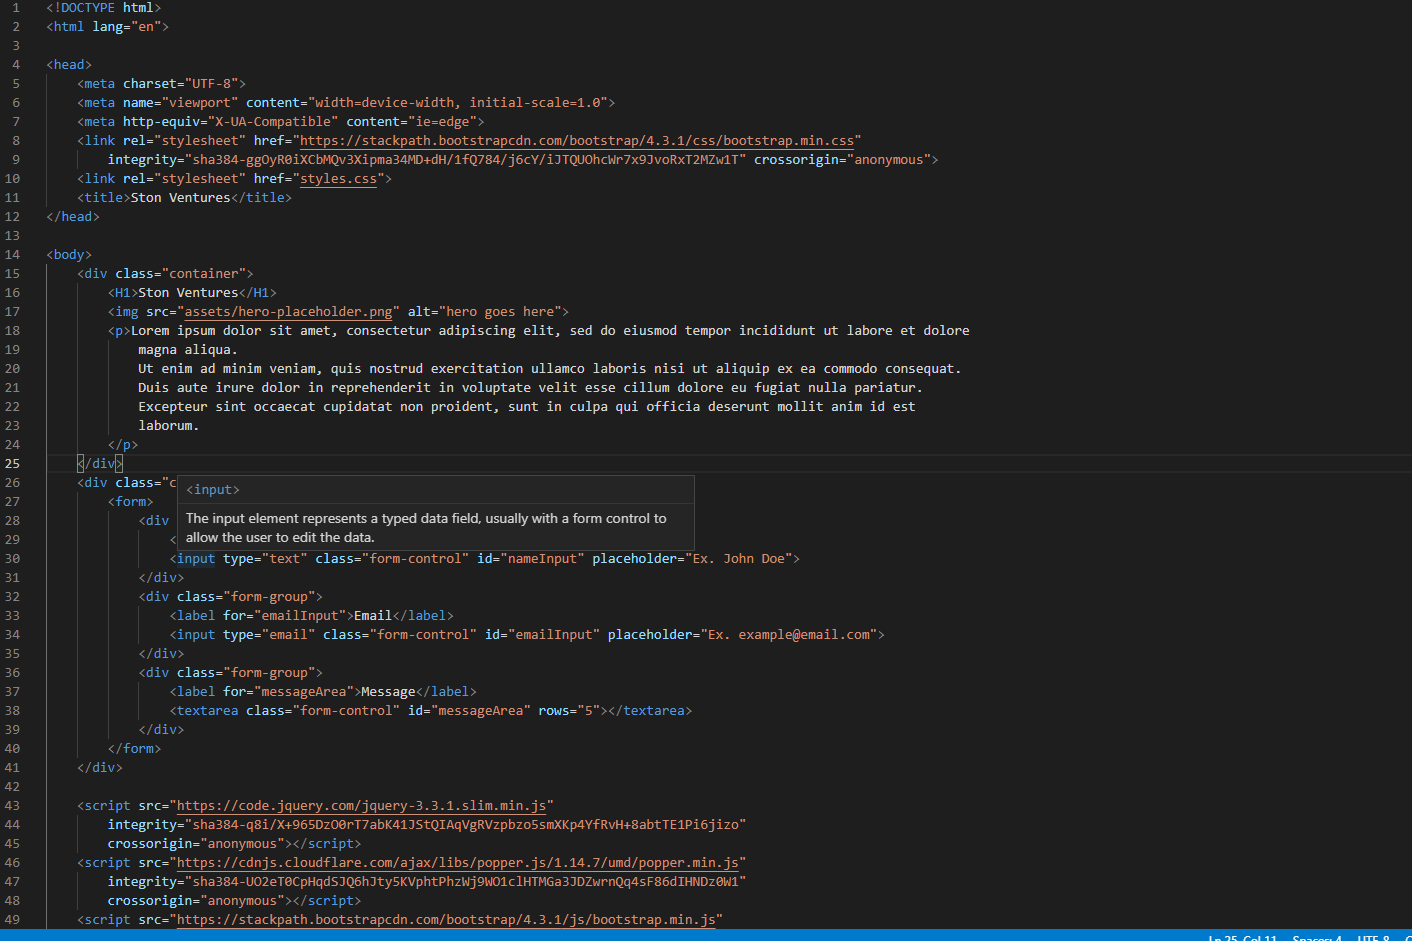 1 <!DOCTYPE html>
2 <html lang="en">
3
4 <head>
5 <meta charset="UTF-8">
6 <meta name="viewport" content="width=device-width, initial-scale=1.0">
7 <meta http-equiv="X-UA-Compatible" content="ie=edge">
8 <link rel="stylesheet" href="https://stackpath.bootstrapcdn.com/bootstrap/4.3.1/css/bootstrap.min.css"
9 integrity="sha384-ggOyR0iXCbMQv3Xipma34MD+dH/1fQ784/j6cY/iJTQUOhcWr7x9JvoRxT2MZw1T" crossorigin="anonymous">
10 <link rel="stylesheet" href="styles.css">
11 <title>Ston Ventures</title>
12 </head>
13
14 <body>
15 <div class="container">
16 <H1>Ston Ventures</H1>
17 <img src="assets/hero-placeholder.png" alt="hero goes here">
18 <p>Lorem ipsum dolor sit amet, consectetur adipiscing elit, sed do eiusmod tempor incididunt ut labore et dolore
19 magna aliqua.
20 Ut enim ad minim veniam, quis nostrud exercitation ullamco laboris nisi ut aliquip ex ea commodo consequat.
21 Duis aute irure dolor in reprehenderit in voluptate velit esse cillum dolore eu fugiat nulla pariatur.
22 Excepteur sint occaecat cupidatat non proident, sunt in culpa qui officia deserunt mollit anim id est
23 laborum.
24 </p>
25 </div>
26 <div class="c
<input>
27 <form>
28 <div
The input element represents a typed data field, usually with a form control to
29 <
allow the user to edit the data.
30 <input type="text" class="form-control" id="nameInput" placeholder="Ex. John Doe">
31 </div>
32 <div class="form-group">
33 <label for="emailInput">Email</label>
34 <input type="email" class="form-control" id="emailInput" placeholder="Ex. example@email.com">
35 </div>
36 <div class="form-group">
37 <label for="messageArea">Message</label>
38 <textarea class="form-control" id="messageArea" rows="5"></textarea>
39 </div>
40 </form>
41 </div>
42
43 <script src="https://code.jquery.com/jquery-3.3.1.slim.min.js"
44 integrity="sha384-q8i/X+965DzO0rT7abK41JStQIAqVgRVzpbzo5smXKp4YfRvH+8abtTE1Pi6jizo"
45 crossorigin="anonymous"></script>
46 <script src="https://cdnjs.cloudflare.com/ajax/libs/popper.js/1.14.7/umd/popper.min.js"
47 integrity="sha384-UO2eT0CpHqdSJQ6hJty5KVphtPhzWj9WO1clHTMGa3JDZwrnQq4sF86dIHNDz0W1"
48 crossorigin="anonymous"></script>
49 <script src="https://stackpath.bootstrapcdn.com/bootstrap/4.3.1/js/bootstrap.min.js"
Ln 25, Col 11 Spaces: 4 UTF-8